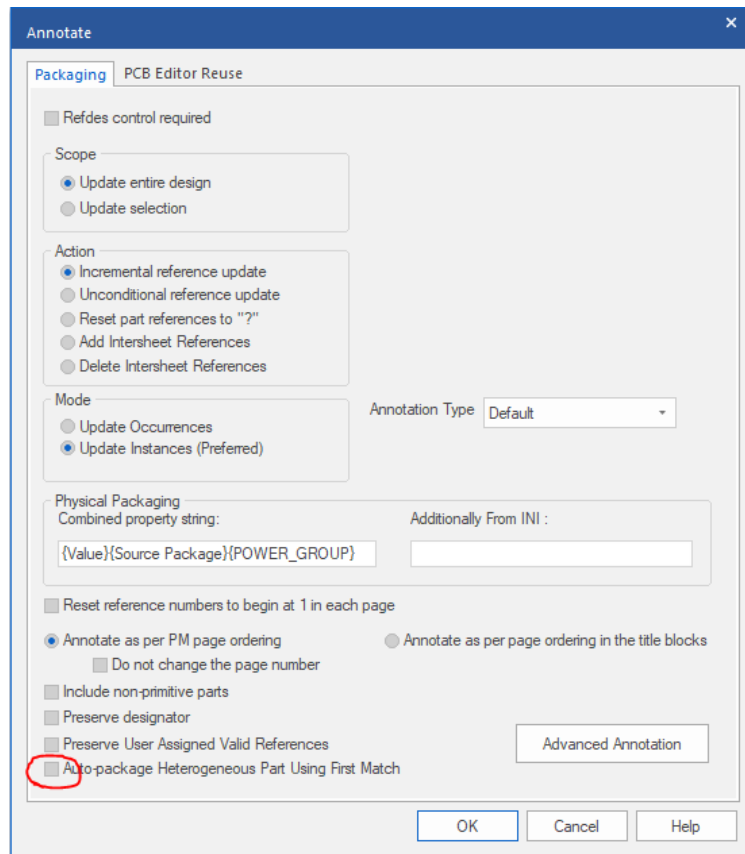 Annotate
Packaging PCB Editor Reuse
Refdes control required
Scope
Update entire design
Update selection
Action
Incremental reference update
Unconditional reference update
Reset part references to "?"
Add Intersheet References
Delete Intersheet References
Mode
Update Occurrences
Update Instances (Preferred)
Annotation Type Default
Physical Packaging
Combined property string: Additionally From INI :
{Value}{Source Package}{POWER_GROUP}
Reset reference numbers to begin at 1 in each page
Annotate as per PM page ordering Annotate as per page ordering in the title blocks
Do not change the page number
Include non-primitive parts
Preserve designator
Preserve User Assigned Valid References
Advanced Annotation
Auto-package Heterogeneous Part Using First Match
OK Cancel Help